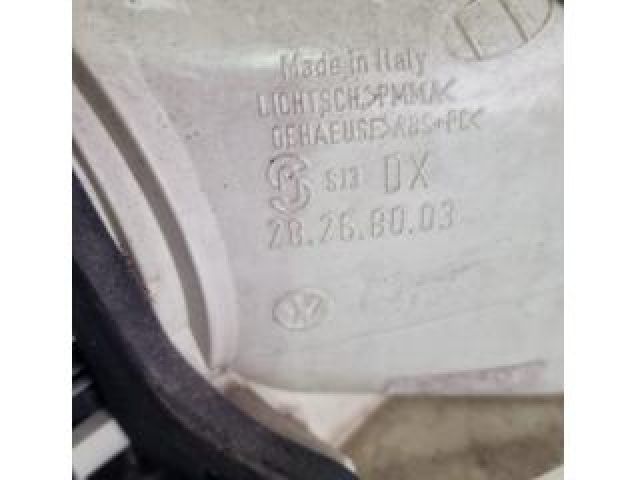 Made in Italy
LICHTSCH>PMMA<
GEHAEUSE>ABS+PC<
SJ3 DX
28.26.80.03